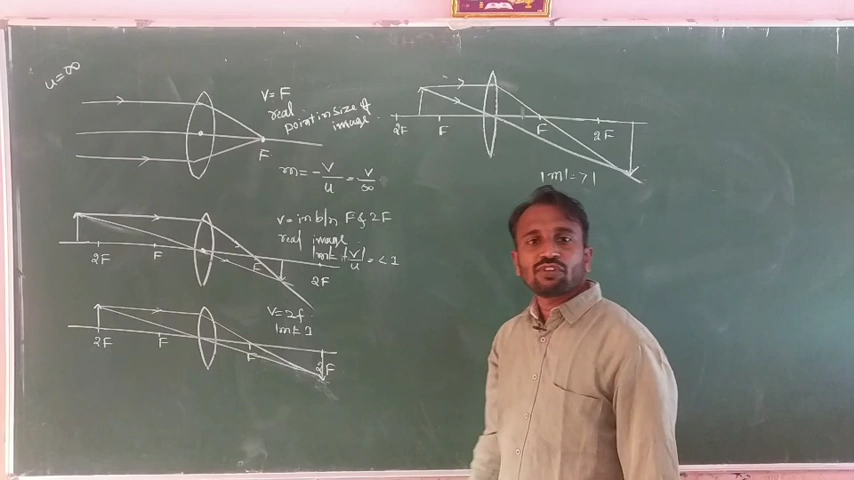 u=∞
v=F
real
point in size of
image.
F
m=-v/u=v/∞
v=in b/n F & 2F
real image
|m|=|-v/u|=<1
2F F F 2F
v=2f
|m|=1
2F F F 2F
2F F F 2F
|m|=>1